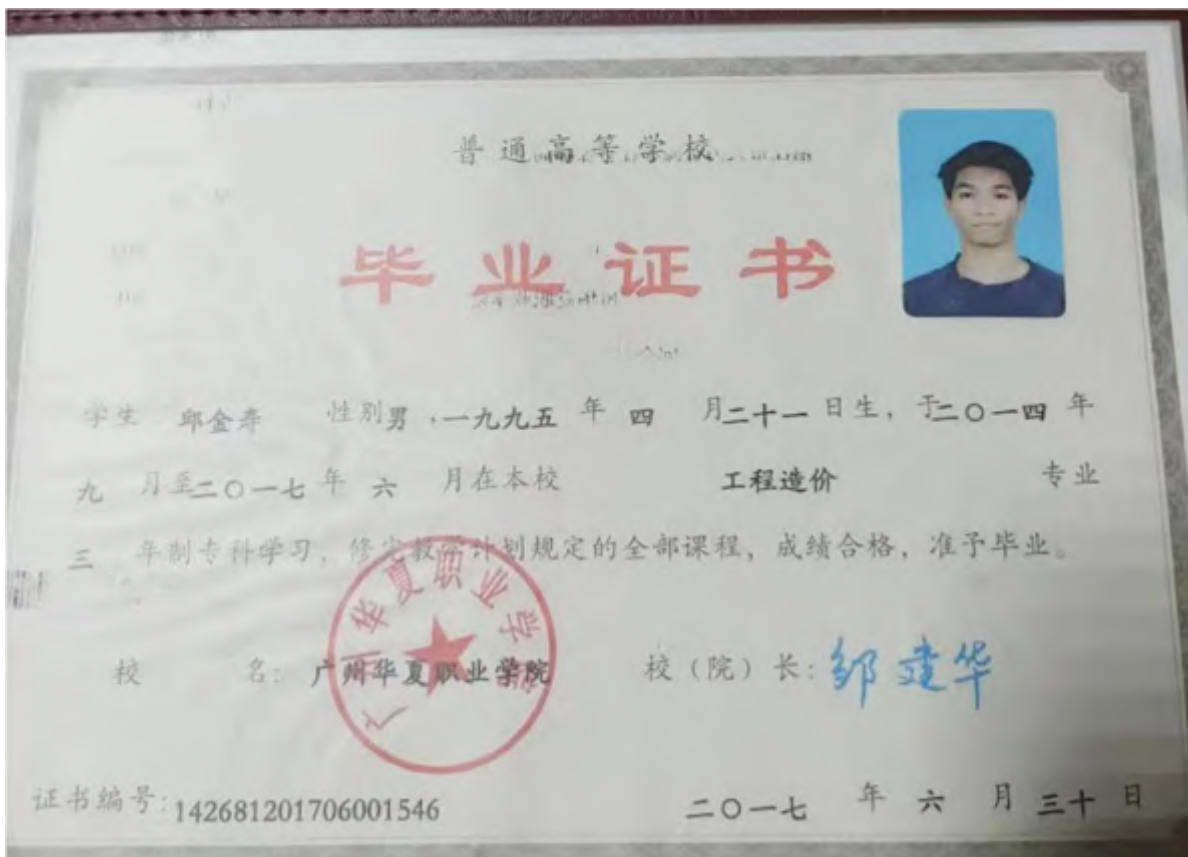 普通高等学校
毕业证书
学生 邱金寿 性别男,一九九五 年 四 月二十一 日生, 于二〇一四 年
九 月至二〇一七 年 六 月在本校 工程造价 专业
三 年制专科学习, 修完教学计划规定的全部课程, 成绩合格, 准予毕业。
校 名: 广州华夏职业学院 校 (院) 长: 邹建华
广州华夏职业学院
证书编号: 142681201706001546 二〇一七 年 六 月 三十 日